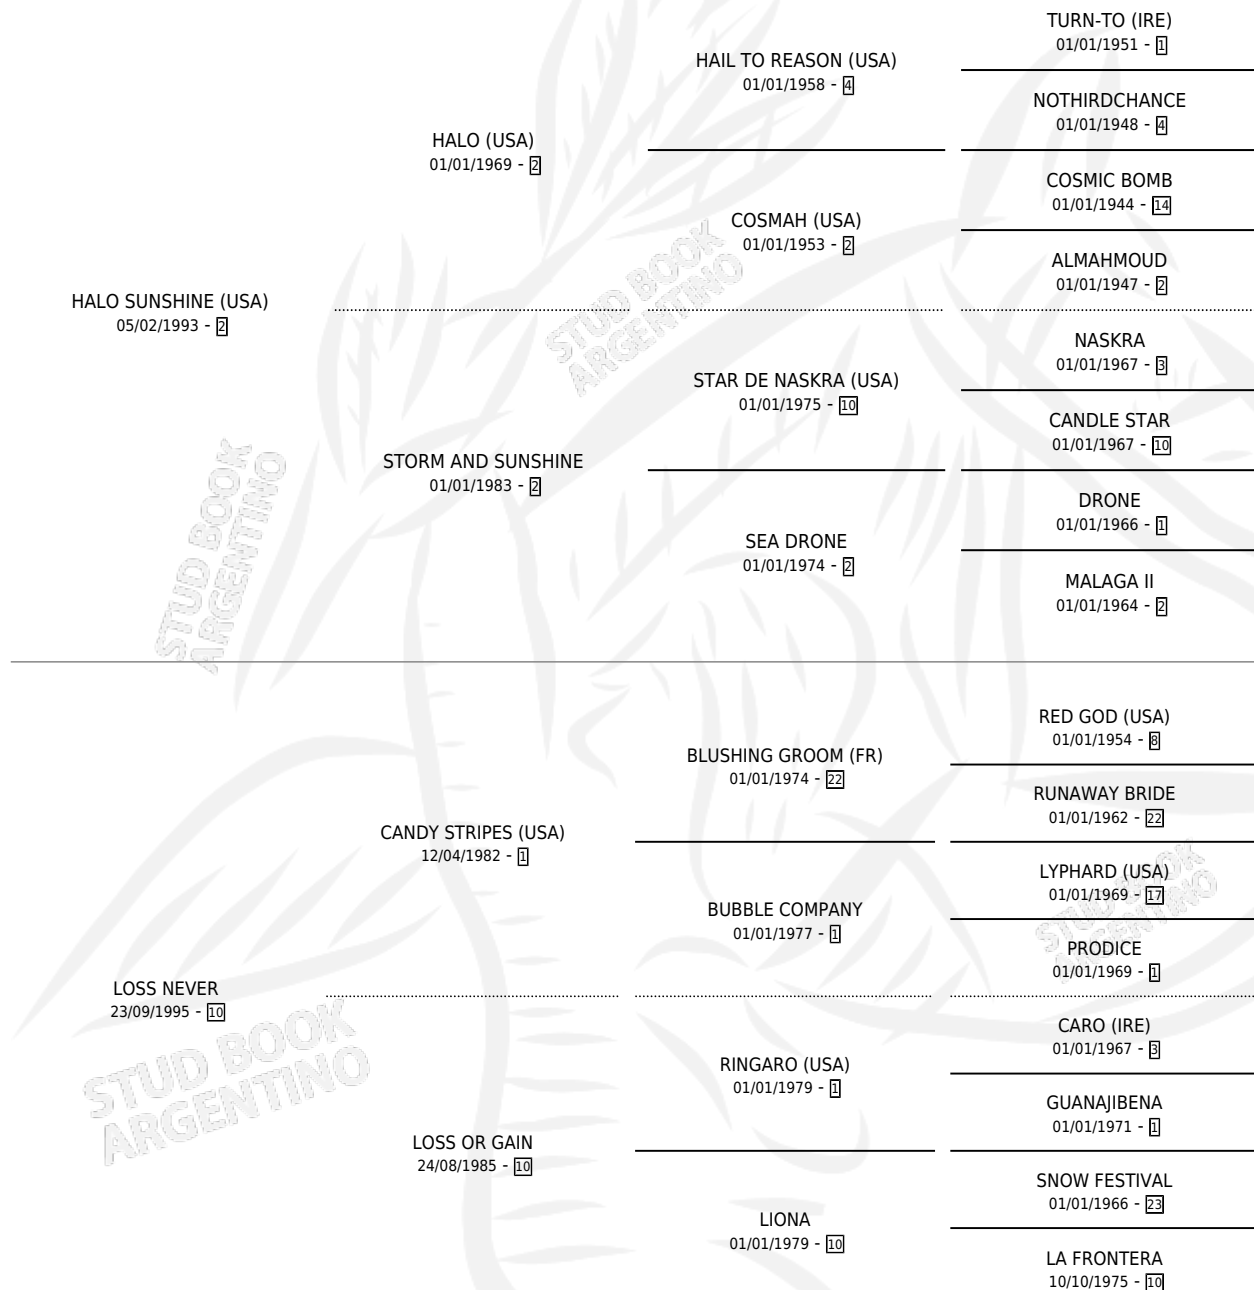 TURN-TO (IRE)
01/01/1951 - 1
HAIL TO REASON (USA)
01/01/1958 - 4
NOTHIRDCHANCE
01/01/1948 - 4
HALO (USA)
01/01/1969 - 2
COSMIC BOMB
01/01/1944 - 14
COSMAH (USA)
01/01/1953 - 2
ALMAHMOUD
01/01/1947 - 2
HALO SUNSHINE (USA)
05/02/1993 - 2
NASKRA
01/01/1967 - 3
STAR DE NASKRA (USA)
01/01/1975 - 10
CANDLE STAR
01/01/1967 - 10
STORM AND SUNSHINE
01/01/1983 - 2
DRONE
01/01/1966 - 1
SEA DRONE
01/01/1974 - 2
MALAGA II
01/01/1964 - 2
RED GOD (USA)
01/01/1954 - 8
BLUSHING GROOM (FR)
01/01/1974 - 22
RUNAWAY BRIDE
01/01/1962 - 22
CANDY STRIPES (USA)
12/04/1982 - 1
LYPHARD (USA)
01/01/1969 - 17
BUBBLE COMPANY
01/01/1977 - 1
PRODICE
01/01/1969 - 1
LOSS NEVER
23/09/1995 - 10
CARO (IRE)
01/01/1967 - 3
RINGARO (USA)
01/01/1979 - 1
GUANAJIBENA
01/01/1971 - 1
LOSS OR GAIN
24/08/1985 - 10
SNOW FESTIVAL
01/01/1966 - 23
LIONA
01/01/1979 - 10
LA FRONTERA
10/10/1975 - 10
STUD BOOK
ARGENTINO
STUD BOOK
ARGENTINO
STUD BOOK
ARGENTINO
STUD BOOK
ARGENTINO